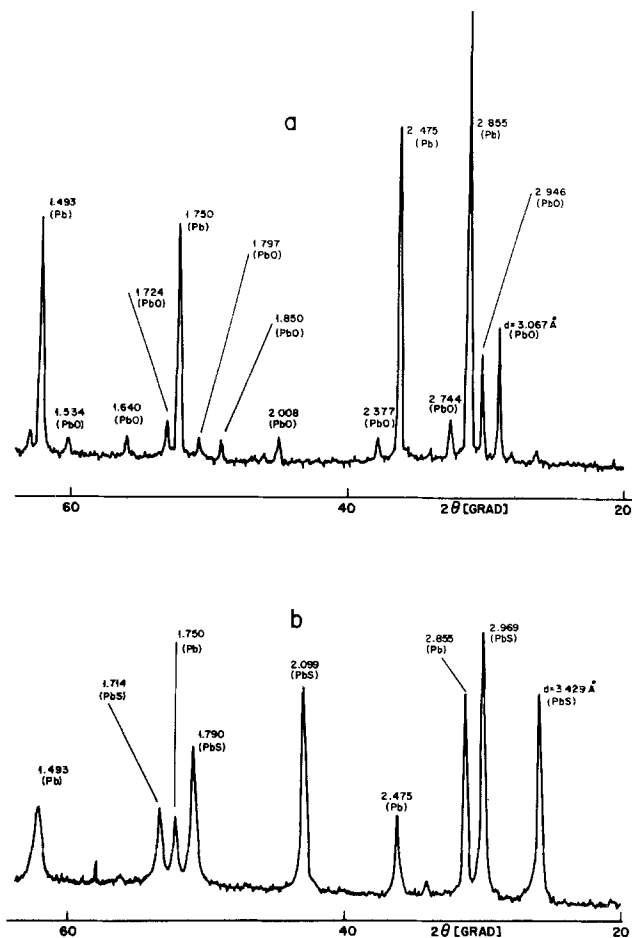 a
1.493
(Pb)
1.534
(PbO)
1.640
(PbO)
1.724
(PbO)
1.750
(Pb)
1.797
(PbO)
1.850
(PbO)
2.008
(PbO)
2.377
(PbO)
2.475
(Pb)
2.744
(PbO)
2.855
(Pb)
2.946
(PbO)
d=3.067 Å
(PbO)
60
40
2θ[GRAD]
20
b
1.493
(Pb)
1.714
(PbS)
1.750
(Pb)
1.790
(PbS)
2.099
(PbS)
2.475
(Pb)
2.855
(Pb)
2.969
(PbS)
d=3.429 Å
(PbS)
60
40
2θ[GRAD]
20